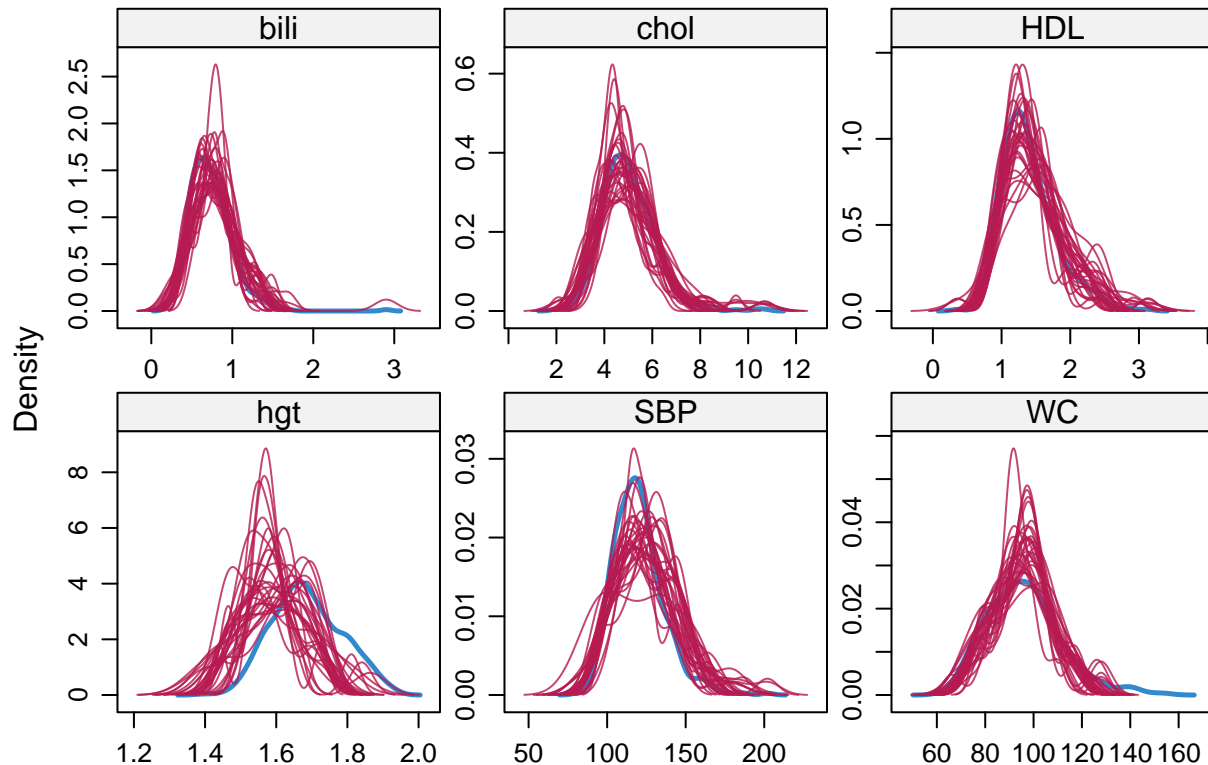 bili chol HDL
0.0 0.5 1.0 1.5 2.0 2.5
0.0 0.2 0.4 0.6
0.0 0.5 1.0
0 1 2 3
2 4 6 8 10 12
0 1 2 3
Density
hgt SBP WC
0 2 4 6 8
0.00 0.01 0.02 0.03
0.00 0.02 0.04
1.2 1.4 1.6 1.8 2.0
50 100 150 200
60 80 100 120 140 160